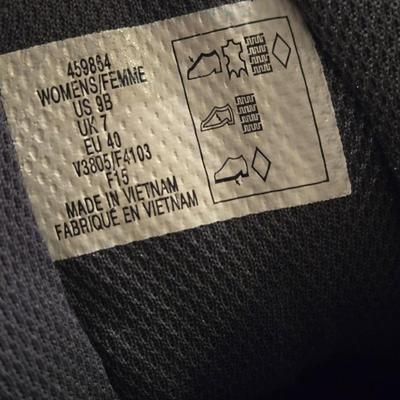 459864
WOMENS/FEMME
US 9B
UK 7
EU 40
V3805/F4103
F15
MADE IN VIETNAM
FABRIQUÉ EN VIETNAM